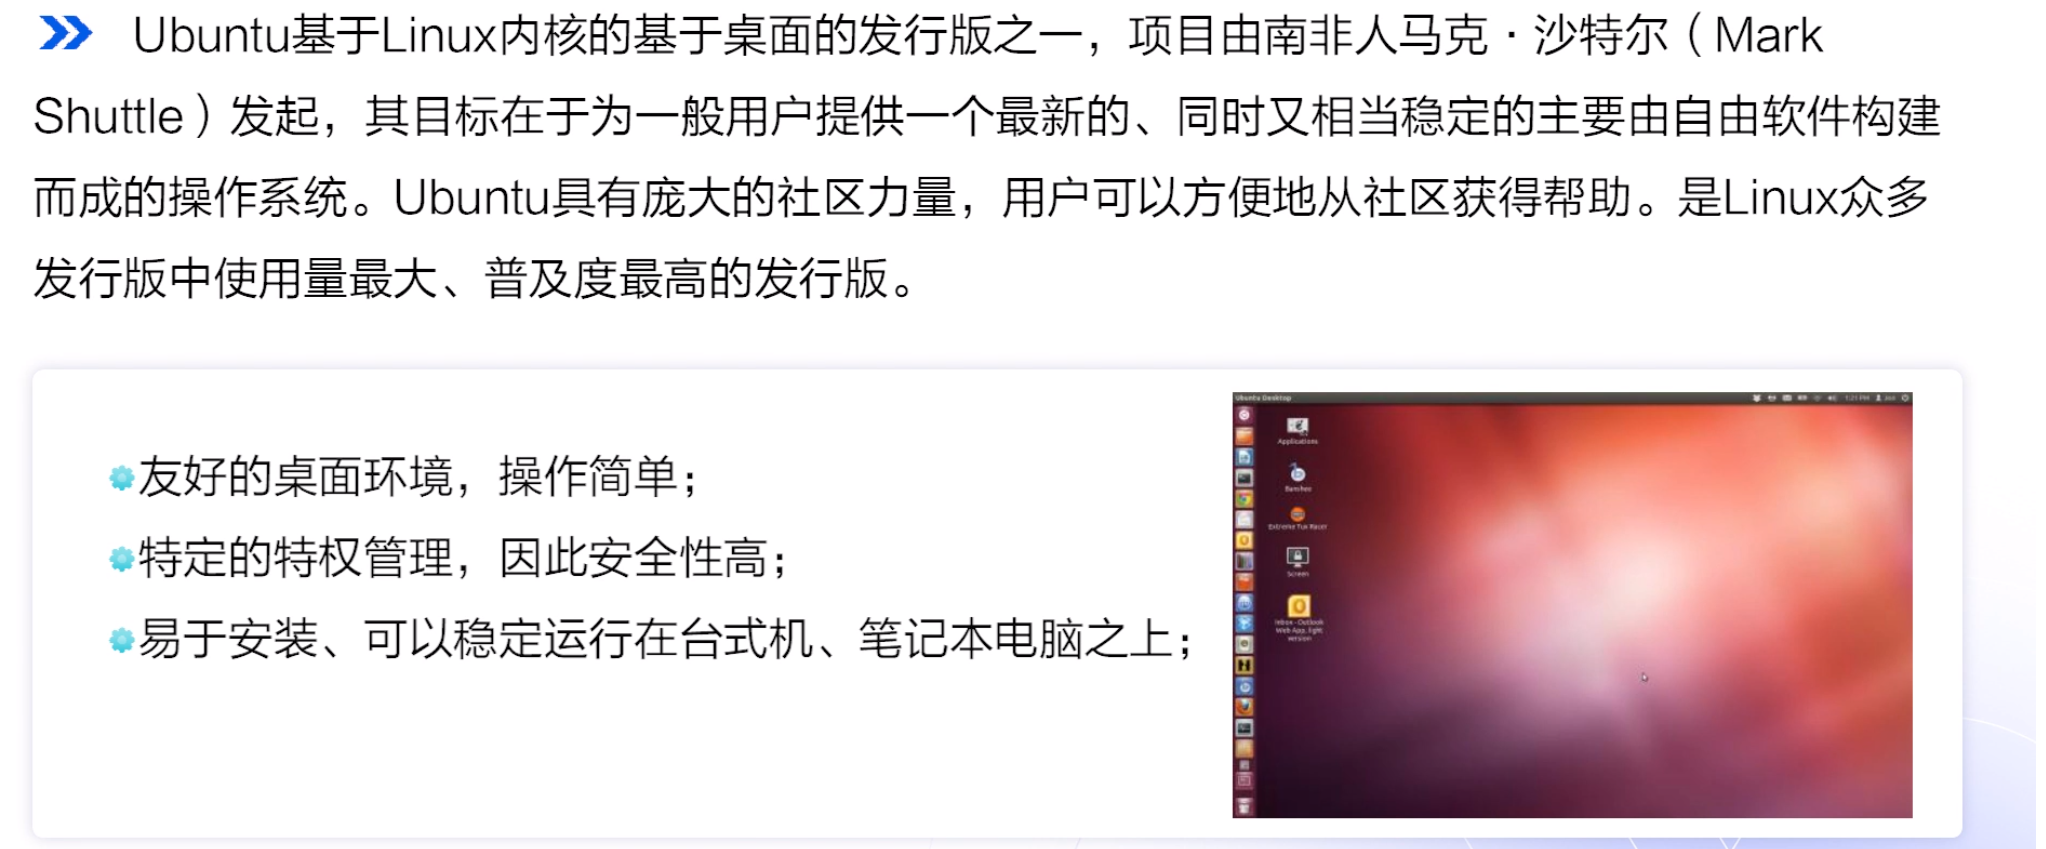 Ubuntu基于Linux内核的基于桌面的发行版之一，项目由南非人马克·沙特尔（Mark
Shuttle）发起，其目标在于为一般用户提供一个最新的、同时又相当稳定的主要由自由软件构建
而成的操作系统。Ubuntu具有庞大的社区力量，用户可以方便地从社区获得帮助。是Linux众多
发行版中使用量最大、普及度最高的发行版。
友好的桌面环境，操作简单；
特定的特权管理，因此安全性高；
易于安装、可以稳定运行在台式机、笔记本电脑之上；
Ubuntu Desktop
1:21 PM
Applications
Banshee
Extreme Tux Racer
Screen
Inbox - Outlook
Web App, light
version